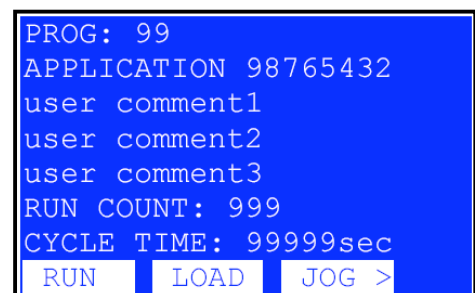 PROG: 99
APPLICATION 98765432
user comment1
user comment2
user comment3
RUN COUNT: 999
CYCLE TIME: 99999sec
RUN LOAD JOG >